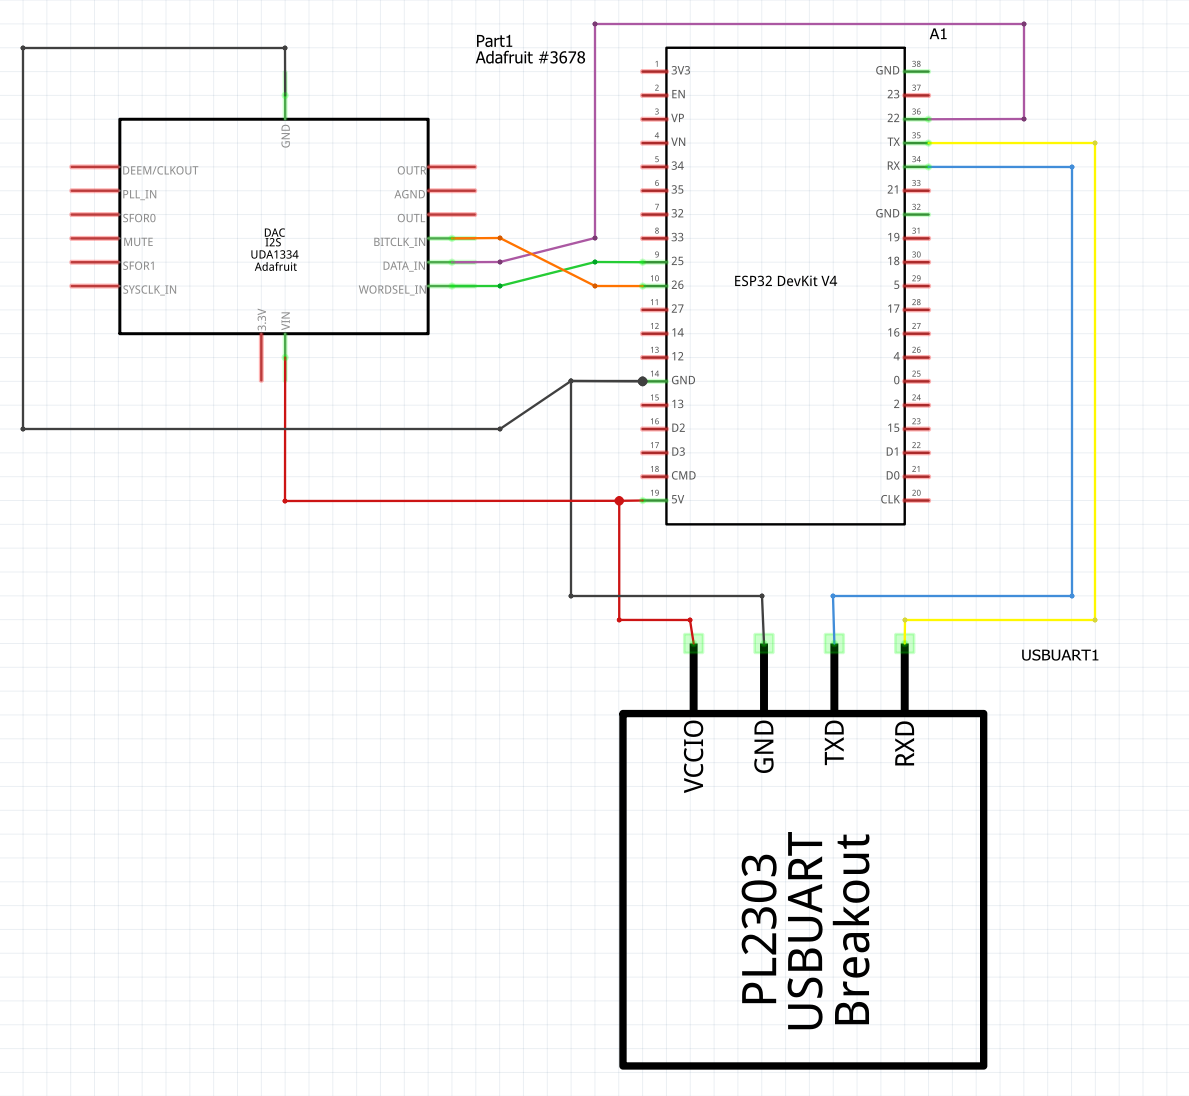 Part1
Adafruit #3678
A1
GND
DEEM/CLKOUT
PLL_IN
SFOR0
MUTE
SFOR1
SYSCLK_IN
DAC
I2S
UDA1334
Adafruit
OUTR
AGND
OUTL
BITCLK_IN
DATA_IN
WORDSEL_IN
3.3V
VIN
ESP32 DevKit V4
1 3V3
2 EN
3 VP
4 VN
5 34
6 35
7 32
8 33
9 25
10 26
11 27
12 14
13 12
14 GND
15 13
16 D2
17 D3
18 CMD
19 5V
GND 38
23 37
22 36
TX 35
RX 34
21 33
GND 32
19 31
18 30
5 29
17 28
16 27
4 26
0 25
2 24
15 23
D1 22
D0 21
CLK 20
USBUART1
VCCIO
GND
TXD
RXD
PL2303
USBUART
Breakout